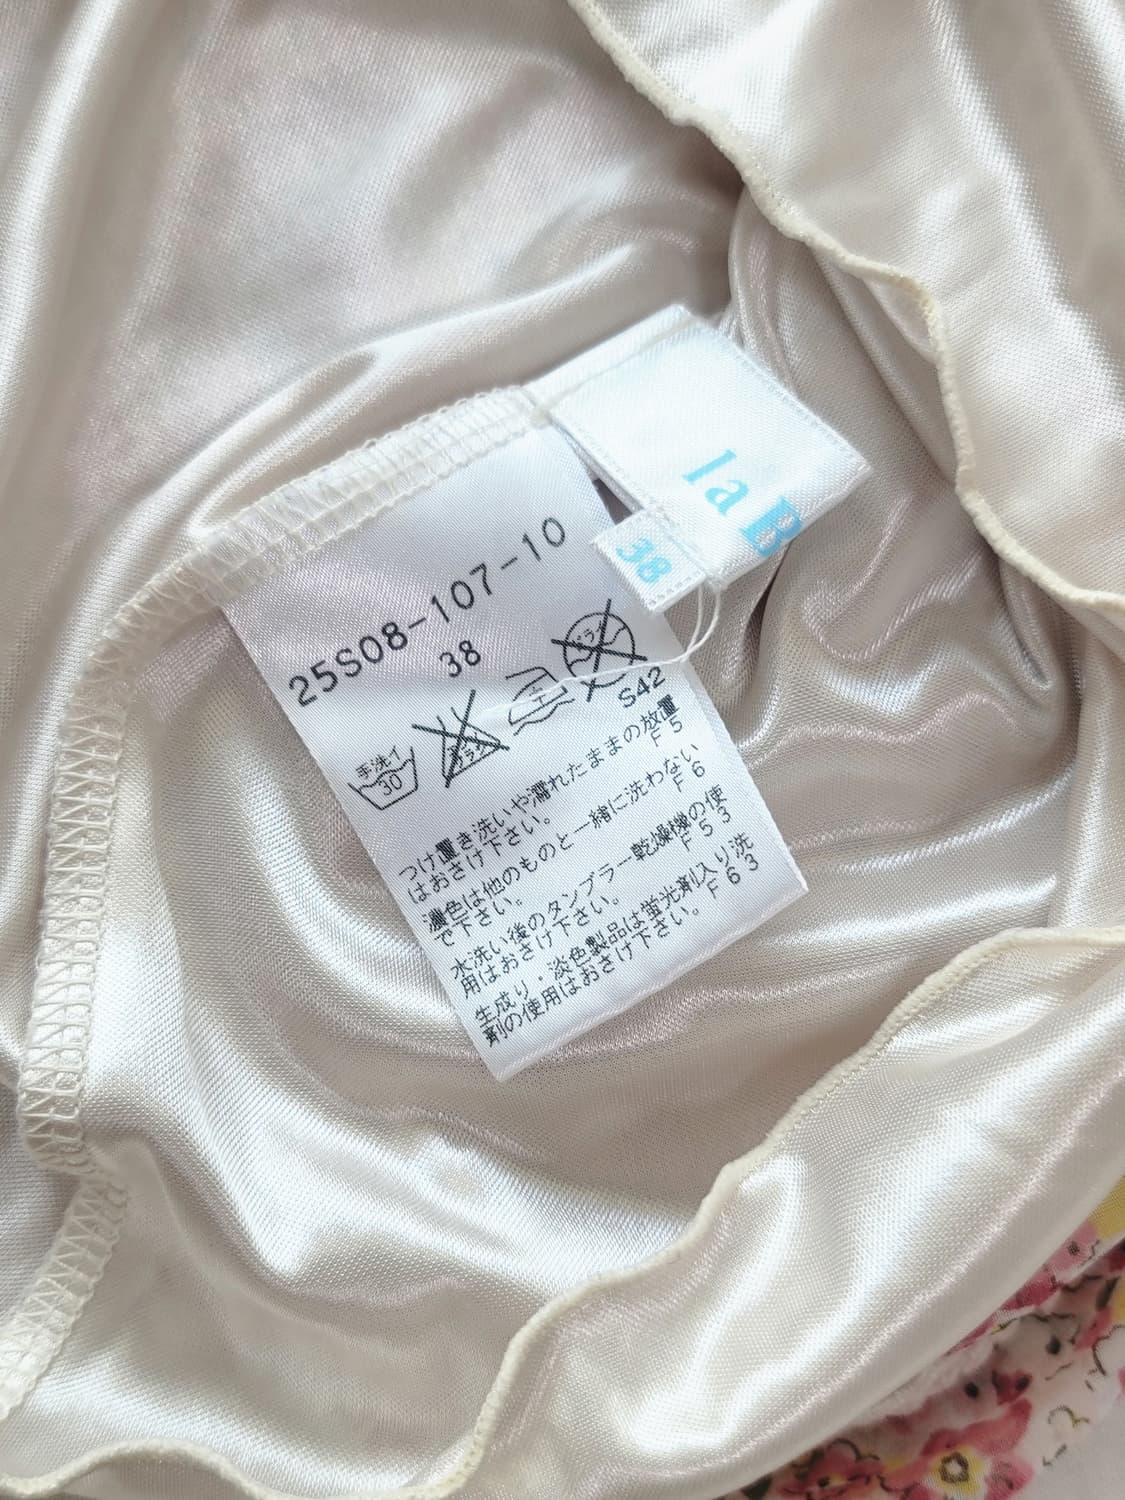 la B
38
25S08-107-10
38
手洗イ
30
ドライ
S42
つけ置き洗いや濡れたままの放置
はおさけ下さい。 F5
濃色は他のものと一緒に洗わない
で下さい。 F6
水洗い後のタンブラー乾燥機の使
用はおさけ下さい。 F53
生成り・淡色製品は蛍光剤入り洗
剤の使用はおさけ下さい。 F63